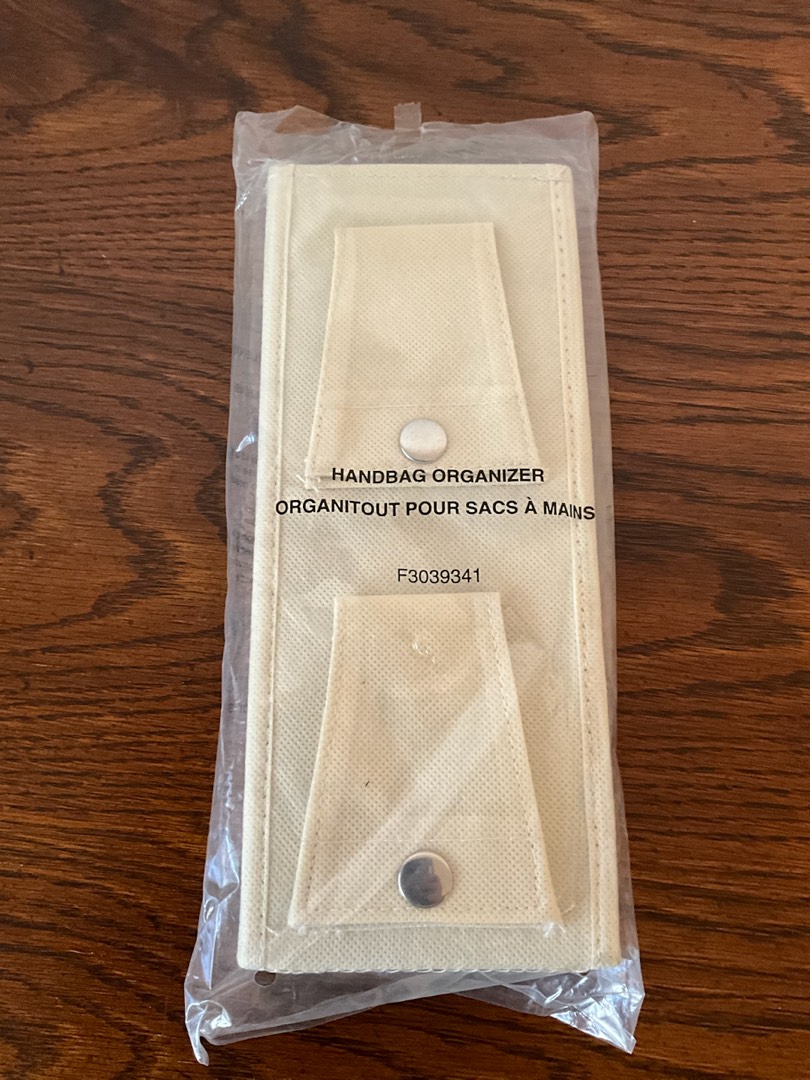 HANDBAG ORGANIZER
ORGANITOUT POUR SACS À MAINS
F3039341